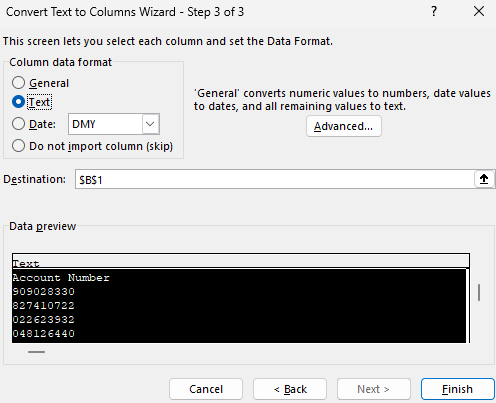 Convert Text to Columns Wizard - Step 3 of 3
?
This screen lets you select each column and set the Data Format.
Column data format
General
Text
Date: DMY
Do not import column (skip)
'General' converts numeric values to numbers, date values
to dates, and all remaining values to text.
Advanced...
Destination: $B$1
Data preview
Text
Account Number
909028330
827410722
022623932
048126440
Cancel < Back Next > Finish